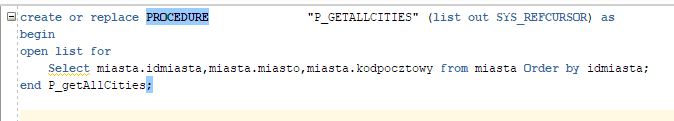 create or replace PROCEDURE "P_GETALLCITIES" (list out SYS_REFCURSOR) as
begin
open list for
Select miasta.idmiasta,miasta.miasto,miasta.kodpocztowy from miasta Order by idmiasta;
end P_getAllCities;